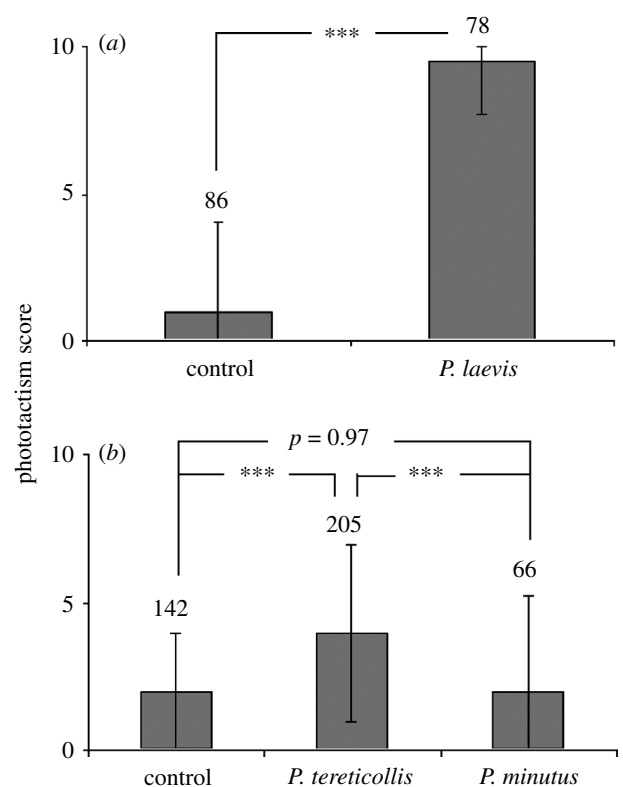 phototactism score
(a)
10
5
0
***
86
78
control P. laevis
(b)
10
5
0
p = 0.97
*** ***
142
205
66
control P. tereticollis P. minutus